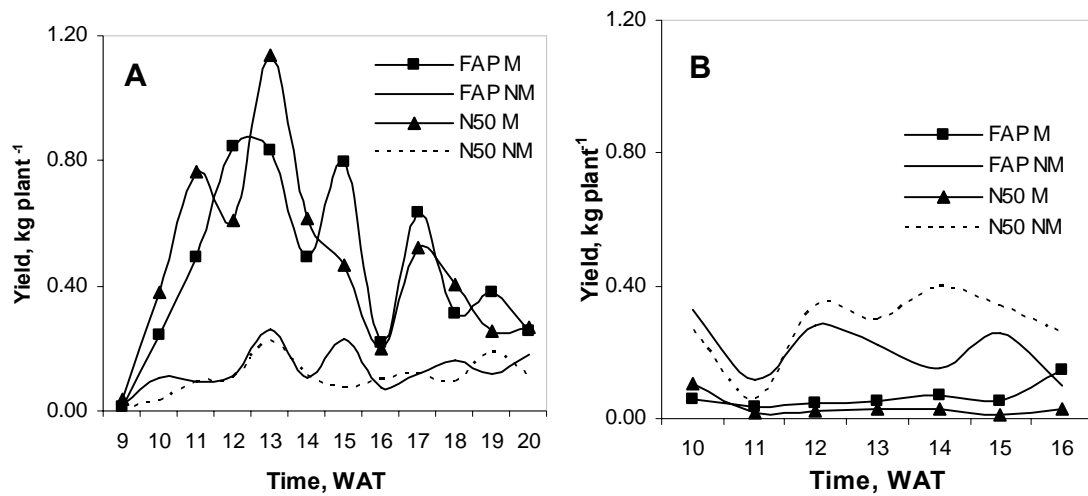 A
1.20
0.80
0.40
0.00
Yield, kg plant⁻¹
FAP M
FAP NM
N50 M
N50 NM
9 10 11 12 13 14 15 16 17 18 19 20
Time, WAT
B
1.20
0.80
0.40
0.00
Yield, kg plant⁻¹
FAP M
FAP NM
N50 M
N50 NM
10 11 12 13 14 15 16
Time, WAT